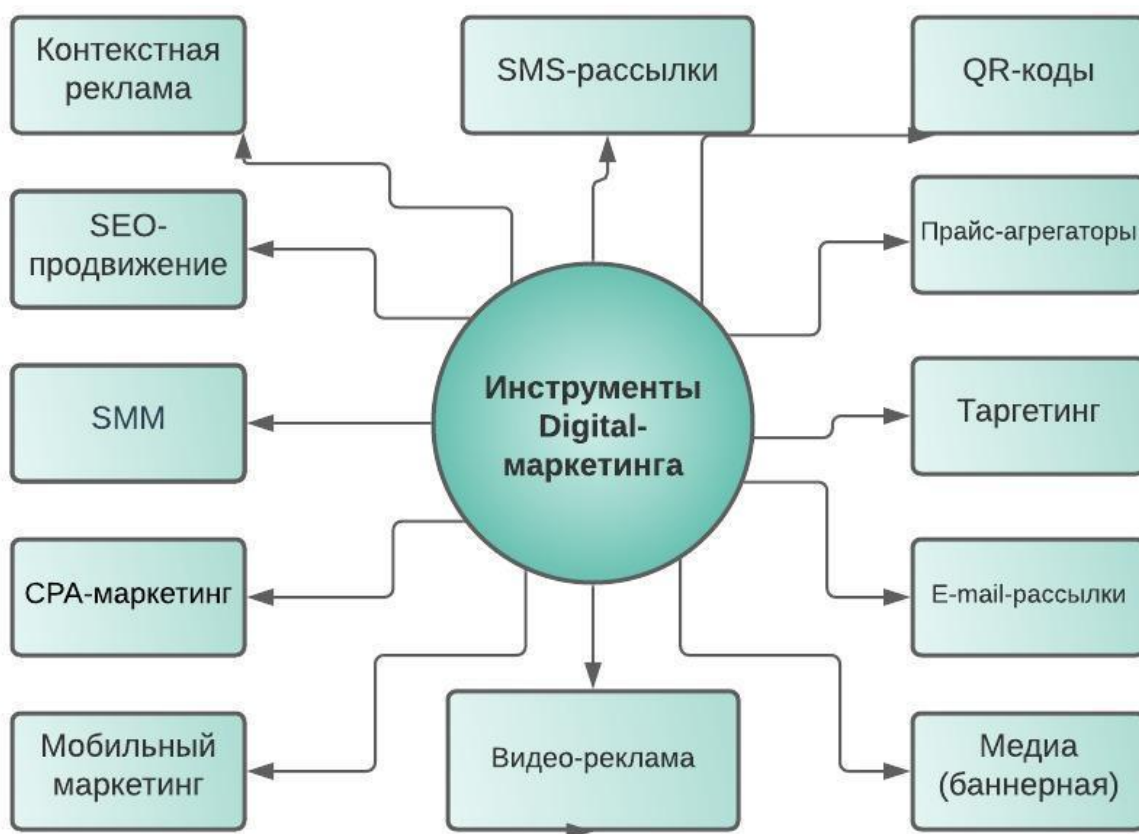 Контекстная
реклама
SMS-рассылки
QR-коды
SEO-
продвижение
Прайс-агрегаторы
Инструменты
Digital-
маркетинга
SMM
Таргетинг
CPA-маркетинг
E-mail-рассылки
Мобильный
маркетинг
Видео-реклама
Медиа
(баннерная)